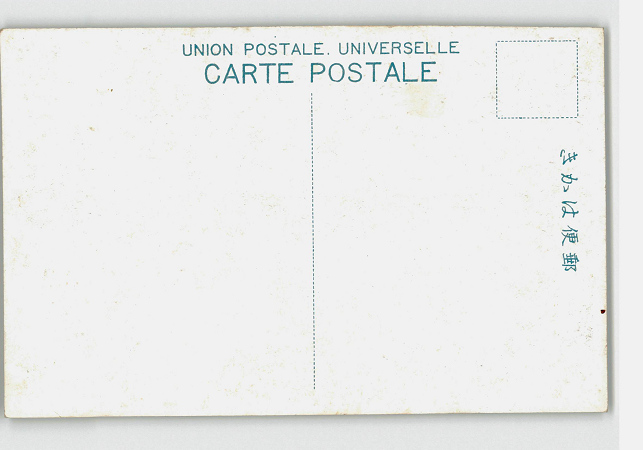 UNION POSTALE. UNIVERSELLE
CARTE POSTALE
郵便はかき